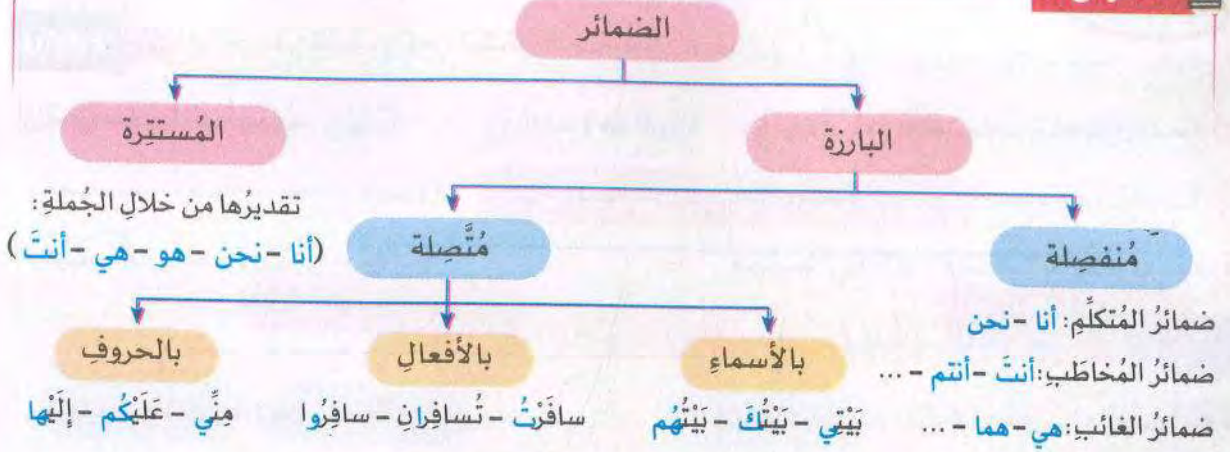 الضمائر
البارزة
المُستتِرة
مُنفصِلة
مُتَّصِلة
تقديرُها من خلالِ الجُملةِ:
(أنا - نحن - هو - هي - أنتَ)
ضمائرُ المُتكلِّمِ: أنا - نحن
ضمائرُ المُخاطَبِ: أنتَ - أنتم - ...
ضمائرُ الغائبِ: هي - هما - ...
بالأسماءِ
بالأفعالِ
بالحروفِ
بَيْتِي - بَيْتُكَ - بَيْتُهُم
سافَرْتُ - تُسافِرانِ - سافِرُوا
مِنِّي - عَلَيْكُم - إلَيْها